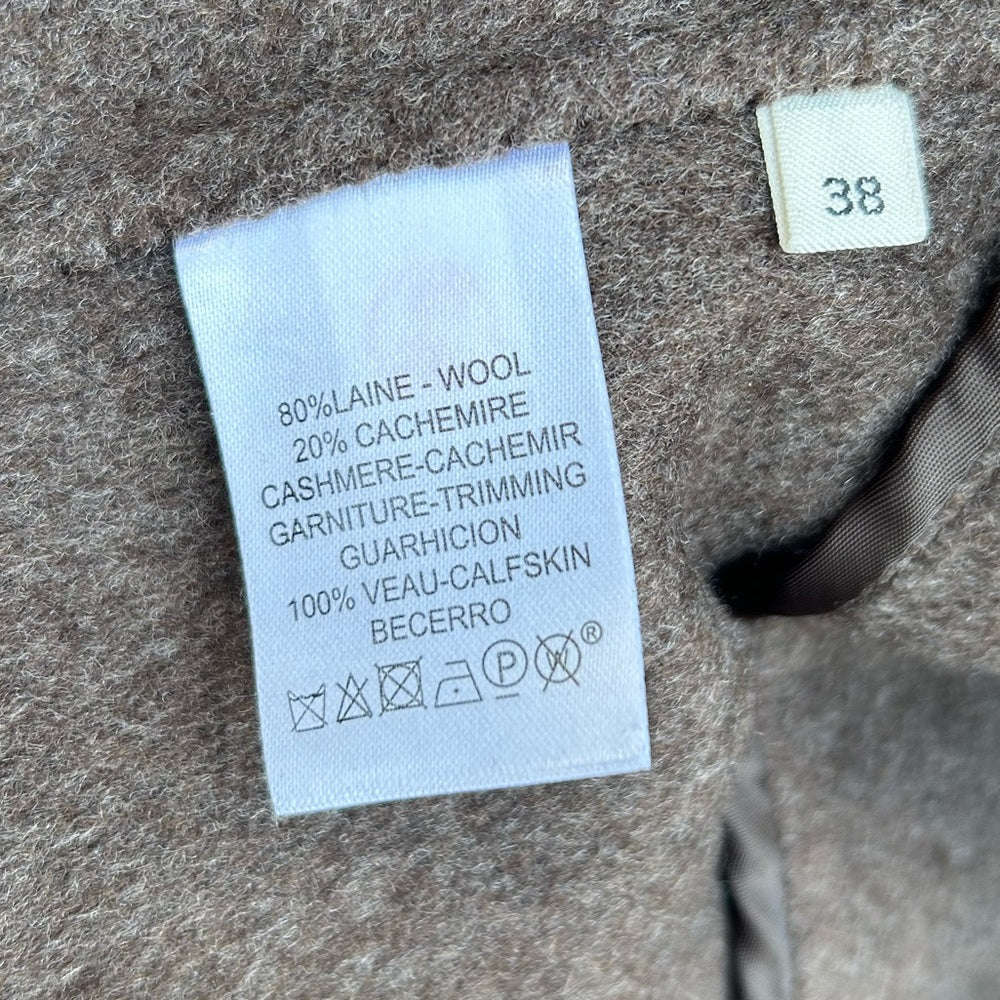 38
80%LAINE - WOOL
20% CACHEMIRE
CASHMERE-CACHEMIR
GARNITURE-TRIMMING
GUARHICION
100% VEAU-CALFSKIN
BECERRO
P W ®